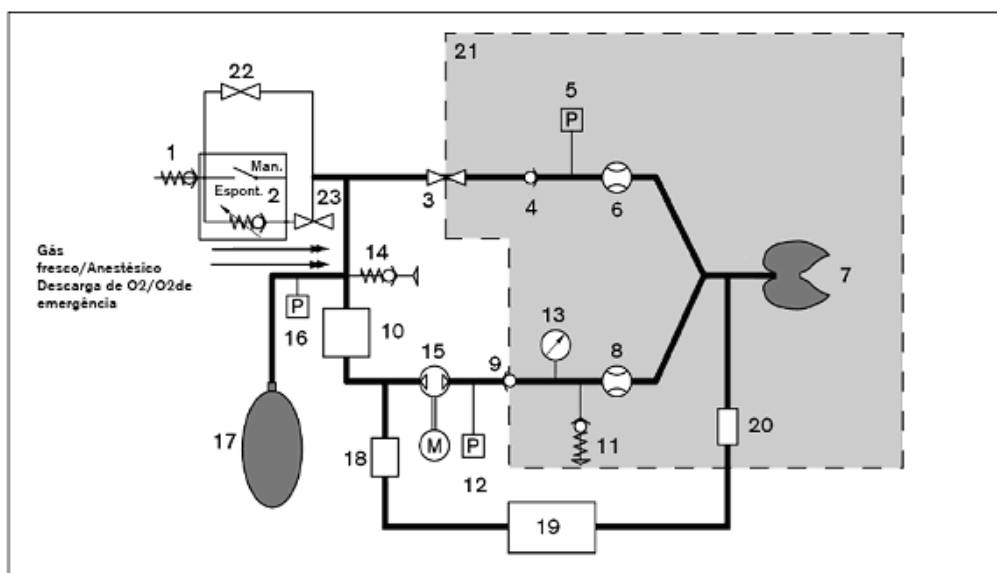 21
22
5
P
1
Man.
2
Espont.
23
3
4
6
Gás
fresco/Anestésico
Descarga de O2/O2de
emergência
14
7
P
16
10
13
15
9
8
17
18
M
P
12
11
20
19